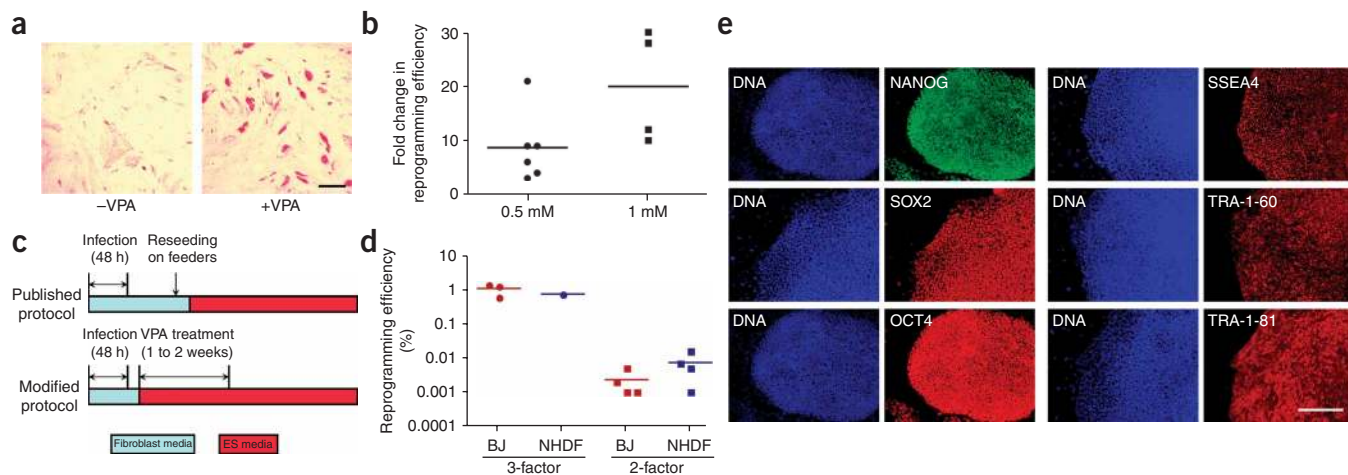 a
–VPA
+VPA
b
Fold change in
reprogramming efficiency
30
20
10
0
0.5 mM
1 mM
c
Infection
(48 h)
Reseeding
on feeders
Published
protocol
Infection
(48 h)
VPA treatment
(1 to 2 weeks)
Modified
protocol
Fibroblast media
ES media
d
Reprogramming efficiency
(%)
10
1
0.1
0.01
0.001
0.0001
BJ
NHDF
BJ
NHDF
3-factor
2-factor
e
DNA
NANOG
DNA
SSEA4
DNA
SOX2
DNA
TRA-1-60
DNA
OCT4
DNA
TRA-1-81